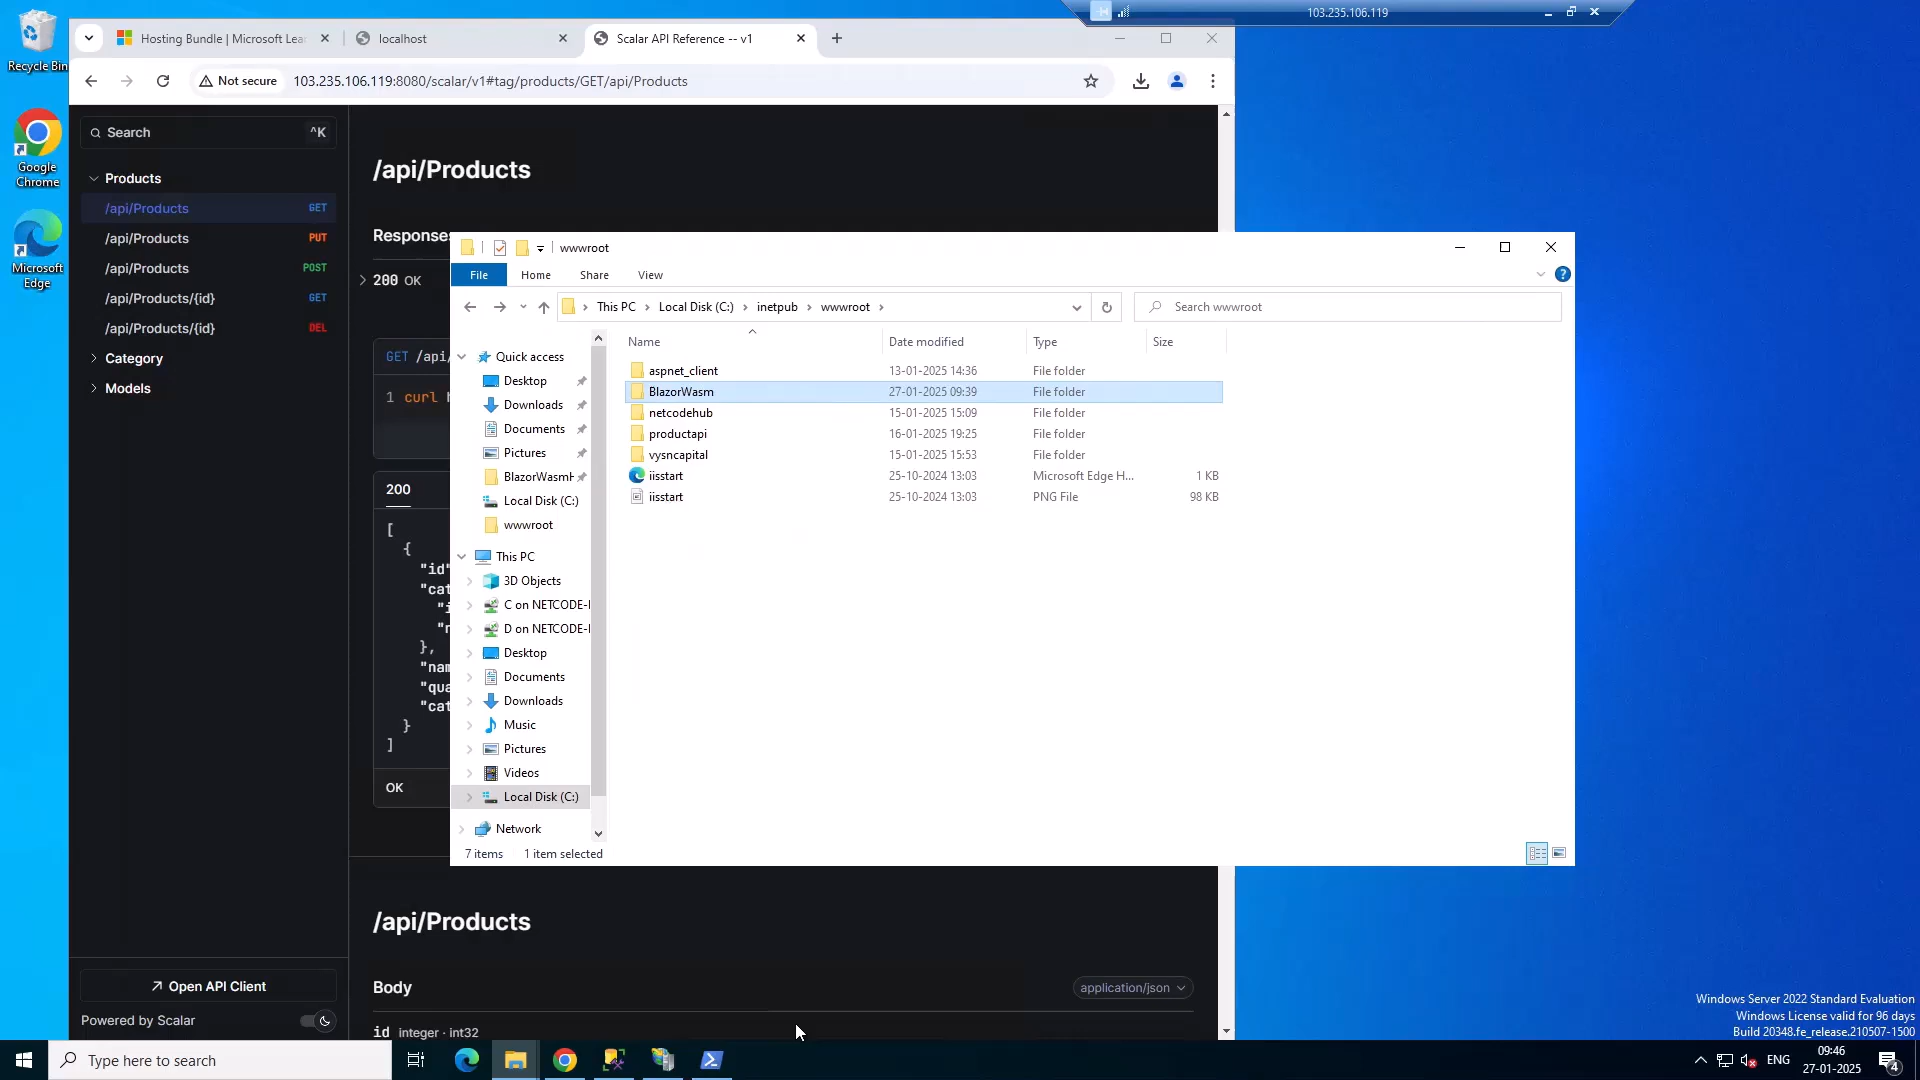 Recycle Bin
Google
Chrome
Microsoft
Edge
Hosting Bundle | Microsoft Lea
localhost
Scalar API Reference -- v1
103.235.106.119
Not secure
103.235.106.119:8080/scalar/v1#tag/products/GET/api/Products
Search
^K
Products
/api/Products GET
/api/Products PUT
/api/Products POST
/api/Products/{id} GET
/api/Products/{id} DEL
Category
Models
Open API Client
Powered by Scalar
/api/Products
Responses
200 OK
GET /api/
1 curl
200
[
{
"id"
"cat
"i
"n
},
"nam
"qua
"cat
}
]
OK
/api/Products
Body
application/json
id integer · int32
wwwroot
File Home Share View
This PC > Local Disk (C:) > inetpub > wwwroot >
Search wwwroot
Quick access
Desktop
Downloads
Documents
Pictures
BlazorWasmH
Local Disk (C:)
wwwroot
This PC
3D Objects
C on NETCODE-
D on NETCODE-
Desktop
Documents
Downloads
Music
Pictures
Videos
Local Disk (C:)
Network
Name Date modified Type Size
aspnet_client 13-01-2025 14:36 File folder
BlazorWasm 27-01-2025 09:39 File folder
netcodehub 15-01-2025 15:09 File folder
productapi 16-01-2025 19:25 File folder
vysncapital 15-01-2025 15:53 File folder
iisstart 25-10-2024 13:03 Microsoft Edge H... 1 KB
iisstart 25-10-2024 13:03 PNG File 98 KB
7 items 1 item selected
Windows Server 2022 Standard Evaluation
Windows License valid for 96 days
Build 20348.fe_release.210507-1500
Type here to search
ENG
09:46
27-01-2025
4